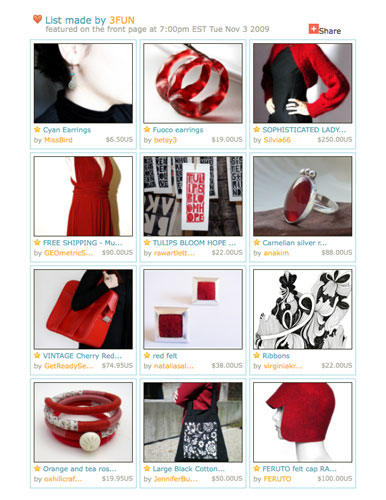 List made by 3FUN
featured on the front page at 7:00pm EST Tue Nov 3 2009
Share
Cyan Earrings
by MissBird $6.50US
Fuoco earrings
by betsy3 $19.00US
SOPHISTICATED LADY...
by Silvia66 $250.00US
TULIPS BLOOM HOPE
FREE SHIPPING - Mu...
by GEOmetricS... $90.00US
TULIPS BLOOM HOPE ...
by rawartlett... $22.00US
Carnelian silver r...
by anakim $88.00US
VINTAGE Cherry Red...
by GetReadySe... $74.95US
red felt
by nataliasal... $38.00US
Ribbons
by virginiakr... $22.00US
Orange and tea ros...
by oxhillcraf... $19.95US
Large Black Cotton...
by JenniferBu... $50.00US
FERUTO felt cap RA...
by FERUTO $100.00US